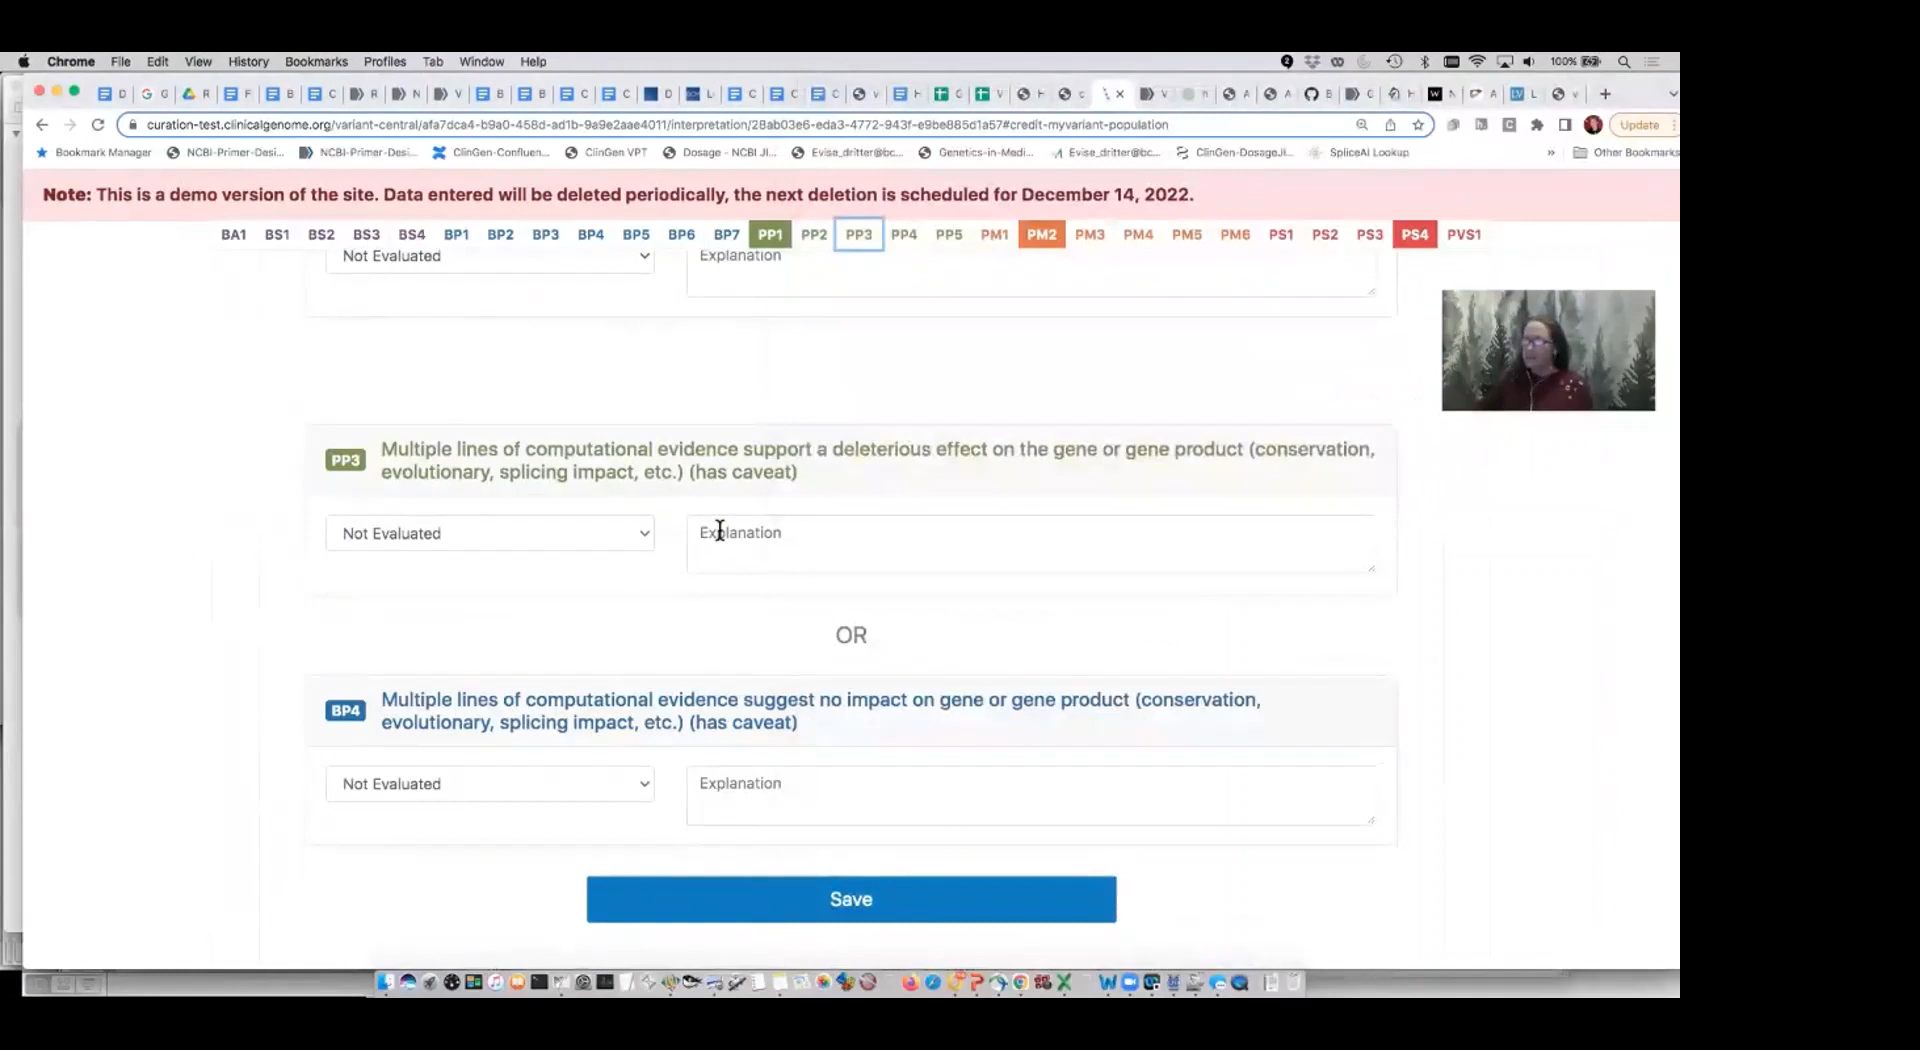 Chrome File Edit View History Bookmarks Profiles Tab Window Help 100%
D G R F B C R N V B B C C D L C C C V H C V H C × V A A G B C H N A L V +
curation-test.clinicalgenome.org/variant-central/afa7dca4-b9a0-458d-ad1b-9a9e2aae4011/interpretation/28ab03e6-eda3-4772-943f-e9be885d1a57#credit-myvariant-population Update
Bookmark Manager NCBI-Primer-Desi... NCBI-Primer-Desi... ClinGen-Confluen... ClinGen VPT Dosage - NCBI JI... Evise_dritter@bc... Genetics-in-Medi... Evise_dritter@bc... ClinGen-DosageJI... SpliceAI Lookup » Other Bookmarks
Note: This is a demo version of the site. Data entered will be deleted periodically, the next deletion is scheduled for December 14, 2022.
BA1 BS1 BS2 BS3 BS4 BP1 BP2 BP3 BP4 BP5 BP6 BP7 PP1 PP2 PP3 PP4 PP5 PM1 PM2 PM3 PM4 PM5 PM6 PS1 PS2 PS3 PS4 PVS1
Not Evaluated Explanation
PP3 Multiple lines of computational evidence support a deleterious effect on the gene or gene product (conservation,
evolutionary, splicing impact, etc.) (has caveat)
Not Evaluated Explanation
OR
BP4 Multiple lines of computational evidence suggest no impact on gene or gene product (conservation,
evolutionary, splicing impact, etc.) (has caveat)
Not Evaluated Explanation
Save